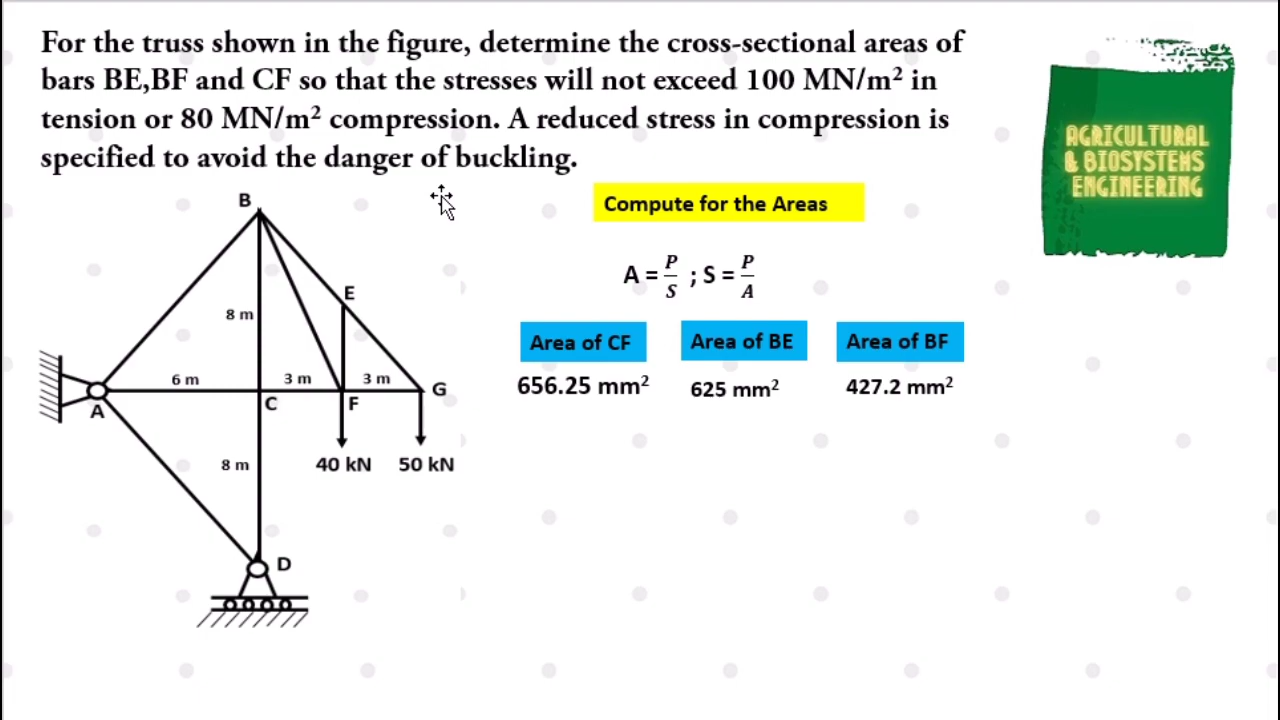 For the truss shown in the figure, determine the cross-sectional areas of
bars BE,BF and CF so that the stresses will not exceed 100 MN/m² in
tension or 80 MN/m² compression. A reduced stress in compression is
specified to avoid the danger of buckling.
AGRICULTURAL
& BIOSYSTEMS
ENGINEERING
Compute for the Areas
A = P/S ; S = P/A
Area of CF
Area of BE
Area of BF
656.25 mm²
625 mm²
427.2 mm²
B
E
8 m
6 m
3 m
3 m
G
A
C
F
8 m
40 kN
50 kN
D